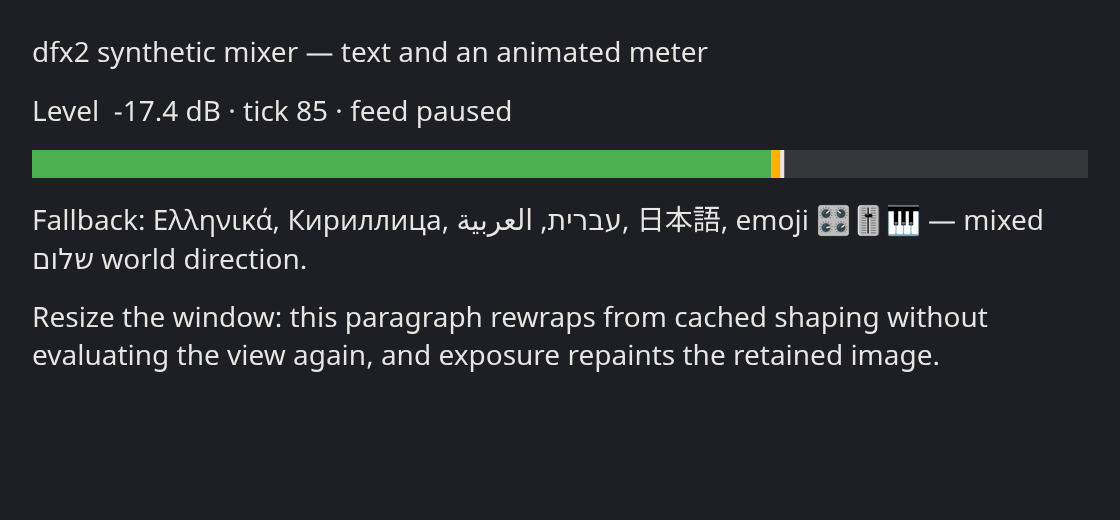 dfx2 synthetic mixer — text and an animated meter
Level  -17.4 dB · tick 85 · feed paused
Fallback: Ελληνικά, Кириллица, עברית, العربية, 日本語, emoji 🎛️🎚️🎹 — mixed
שלום world direction.
Resize the window: this paragraph rewraps from cached shaping without
evaluating the view again, and exposure repaints the retained image.